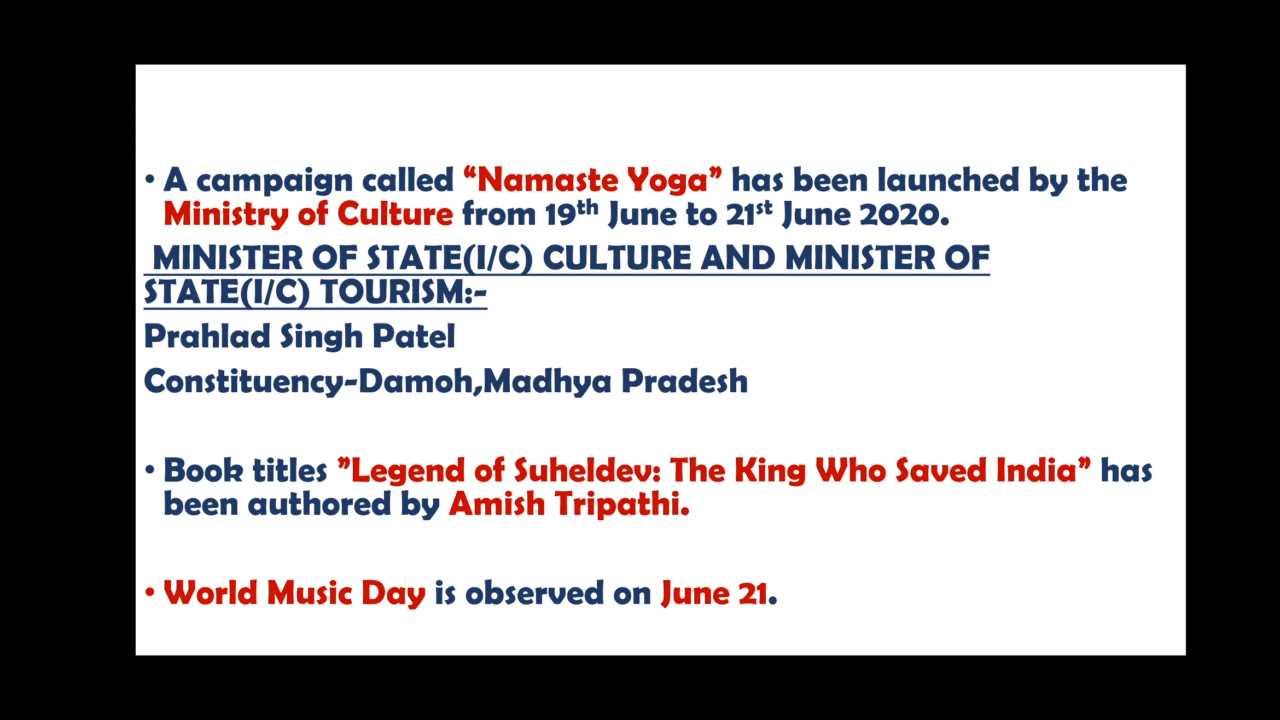 • A campaign called “Namaste Yoga” has been launched by the
Ministry of Culture from 19th June to 21st June 2020.
MINISTER OF STATE(I/C) CULTURE AND MINISTER OF
STATE(I/C) TOURISM:-
Prahlad Singh Patel
Constituency-Damoh,Madhya Pradesh
• Book titles ”Legend of Suheldev: The King Who Saved India” has
been authored by Amish Tripathi.
• World Music Day is observed on June 21.